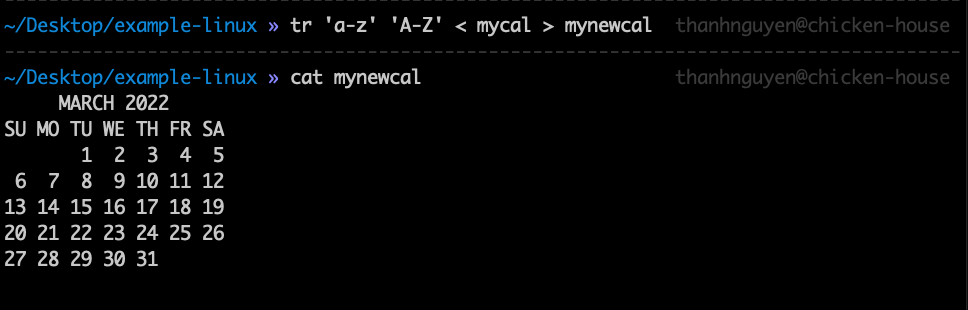 ~/Desktop/example-linux » tr 'a-z' 'A-Z' < mycal > mynewcal thanhnguyen@chicken-house
~/Desktop/example-linux » cat mynewcal thanhnguyen@chicken-house
MARCH 2022
SU MO TU WE TH FR SA
1 2 3 4 5
6 7 8 9 10 11 12
13 14 15 16 17 18 19
20 21 22 23 24 25 26
27 28 29 30 31